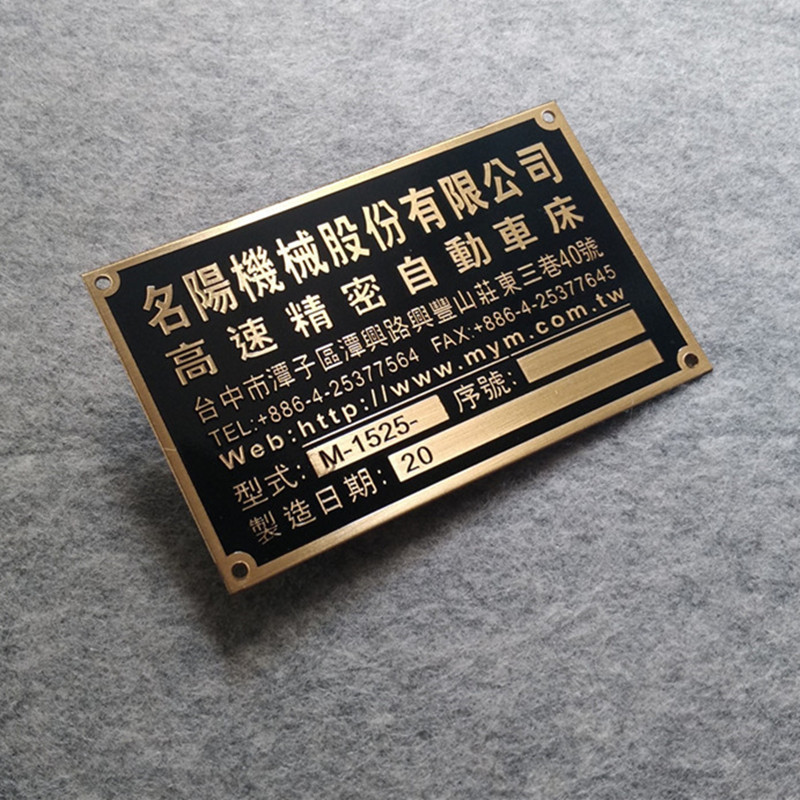 名陽機械股份有限公司
高速精密自動車床
台中市潭子區潭興路興豐山莊東三巷40號
TEL:+886-4-25377564 FAX:+886-4-25377645
Web:http://www.mym.com.tw
型式: M-1525- 序號:
製造日期: 20